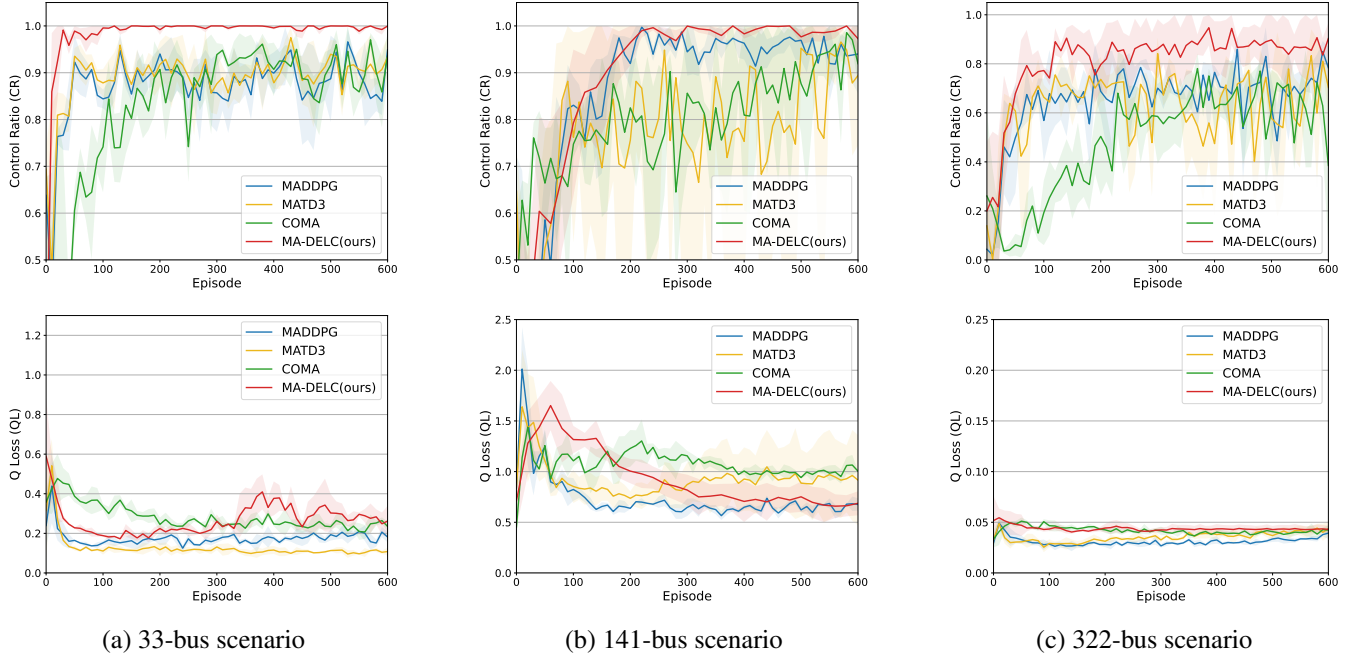 1.0
0.9
0.8
0.7
0.6
0.5
Control Ratio (CR)
0 100 200 300 400 500 600
Episode
MADDPG
MATD3
COMA
MA-DELC(ours)
1.0
0.9
0.8
0.7
0.6
0.5
Control Ratio (CR)
0 100 200 300 400 500 600
Episode
MADDPG
MATD3
COMA
MA-DELC(ours)
1.0
0.8
0.6
0.4
0.2
0.0
Control Ratio (CR)
0 100 200 300 400 500 600
Episode
MADDPG
MATD3
COMA
MA-DELC(ours)
1.2
1.0
0.8
0.6
0.4
0.2
0.0
Q Loss (QL)
0 100 200 300 400 500 600
Episode
MADDPG
MATD3
COMA
MA-DELC(ours)
2.5
2.0
1.5
1.0
0.5
0.0
Q Loss (QL)
0 100 200 300 400 500 600
Episode
MADDPG
MATD3
COMA
MA-DELC(ours)
0.25
0.20
0.15
0.10
0.05
0.00
Q Loss (QL)
0 100 200 300 400 500 600
Episode
MADDPG
MATD3
COMA
MA-DELC(ours)
(a) 33-bus scenario
(b) 141-bus scenario
(c) 322-bus scenario